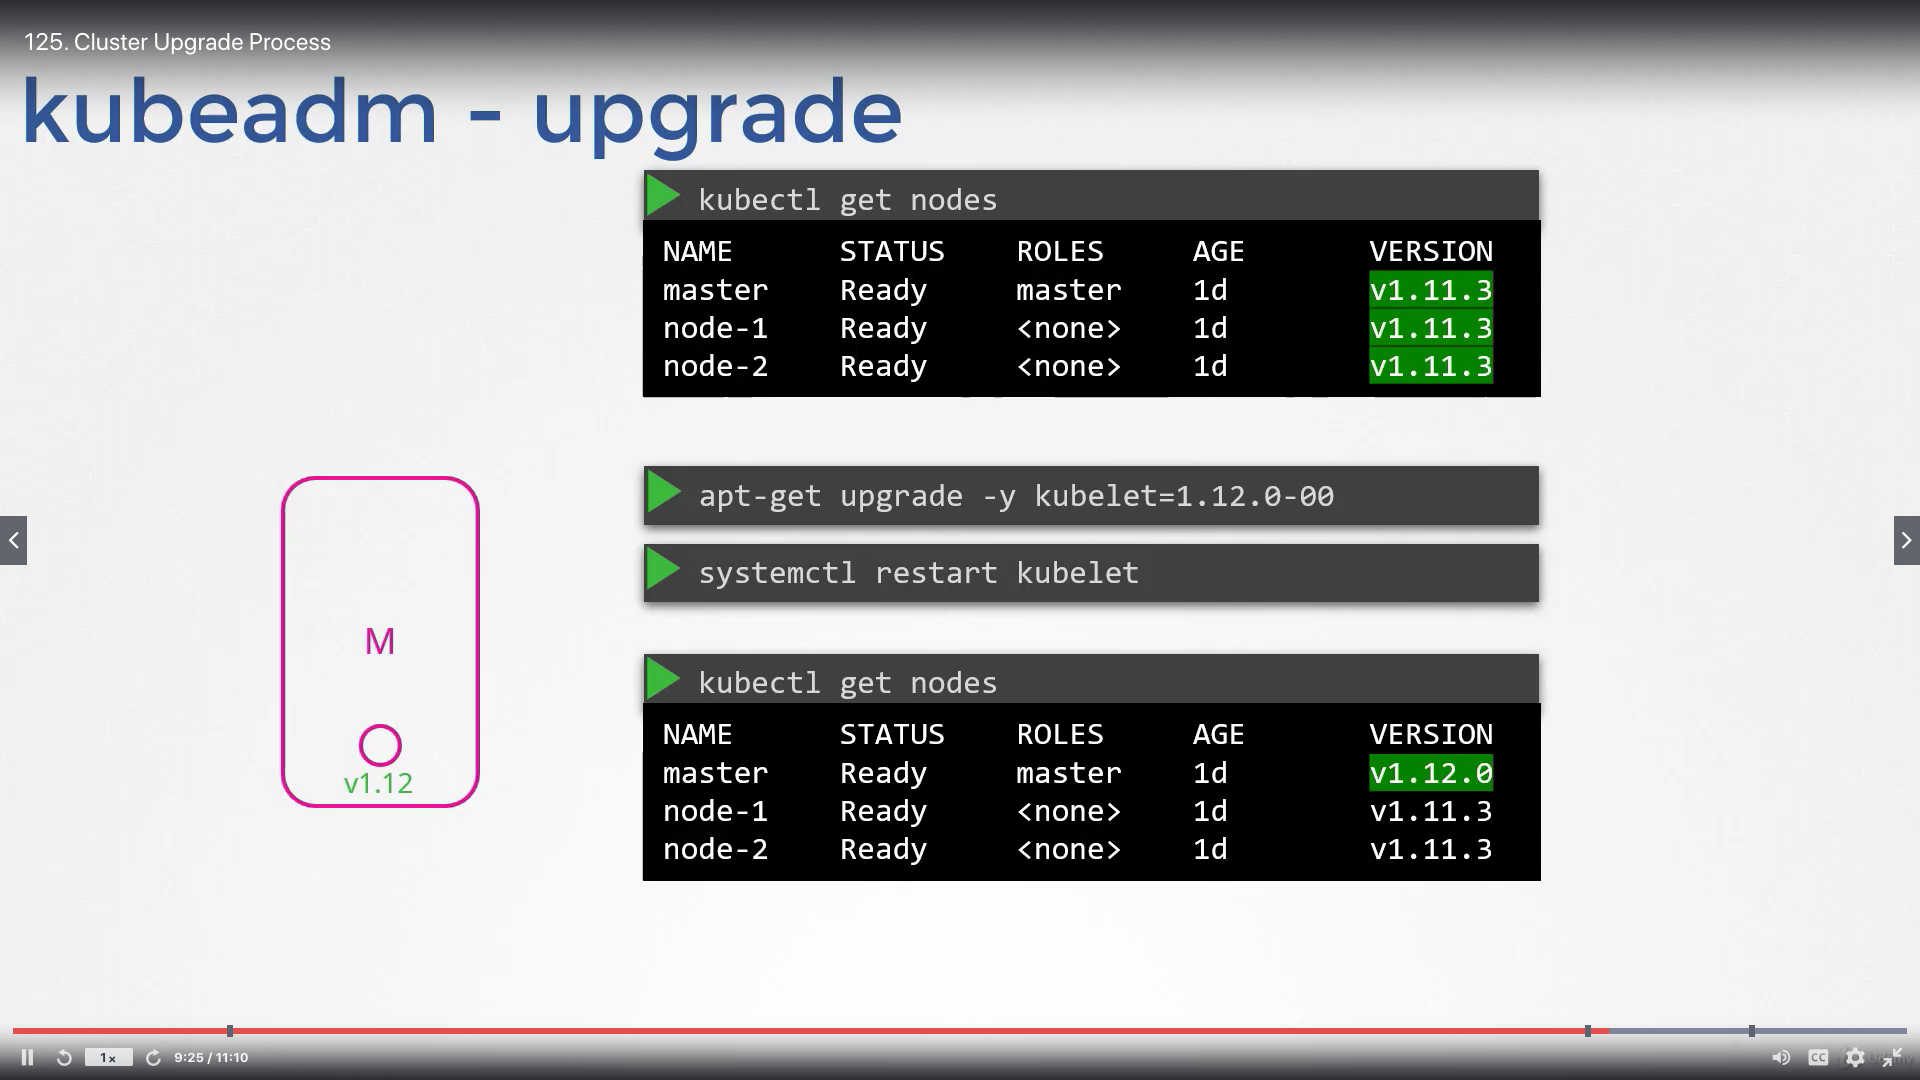 125. Cluster Upgrade Process
kubeadm - upgrade
kubectl get nodes
NAME STATUS ROLES AGE VERSION
master Ready master 1d v1.11.3
node-1 Ready <none> 1d v1.11.3
node-2 Ready <none> 1d v1.11.3
apt-get upgrade -y kubelet=1.12.0-00
systemctl restart kubelet
M
v1.12
kubectl get nodes
NAME STATUS ROLES AGE VERSION
master Ready master 1d v1.12.0
node-1 Ready <none> 1d v1.11.3
node-2 Ready <none> 1d v1.11.3
1x
9:25 / 11:10
CC